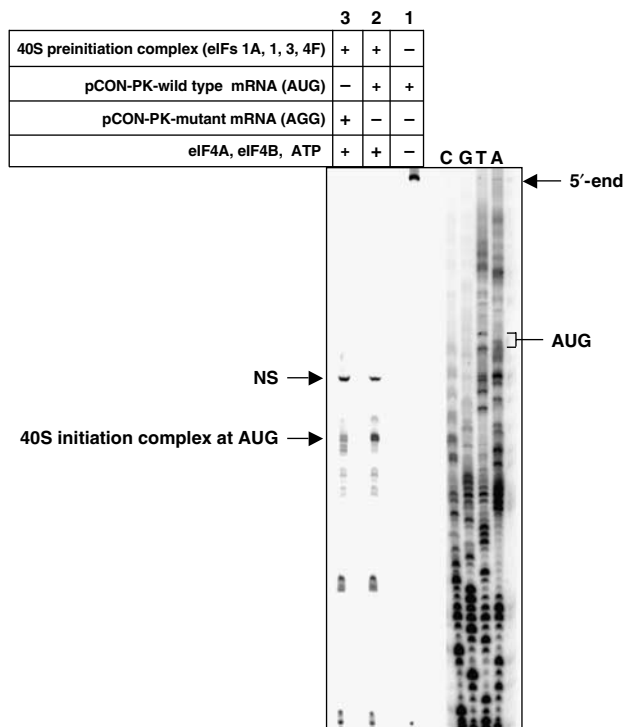 3 2 1
40S preinitiation complex (eIFs 1A, 1, 3, 4F) + + –
pCON-PK-wild type mRNA (AUG) – + +
pCON-PK-mutant mRNA (AGG) + – –
eIF4A, eIF4B, ATP + + –
C G T A
5′-end
AUG
NS
40S initiation complex at AUG